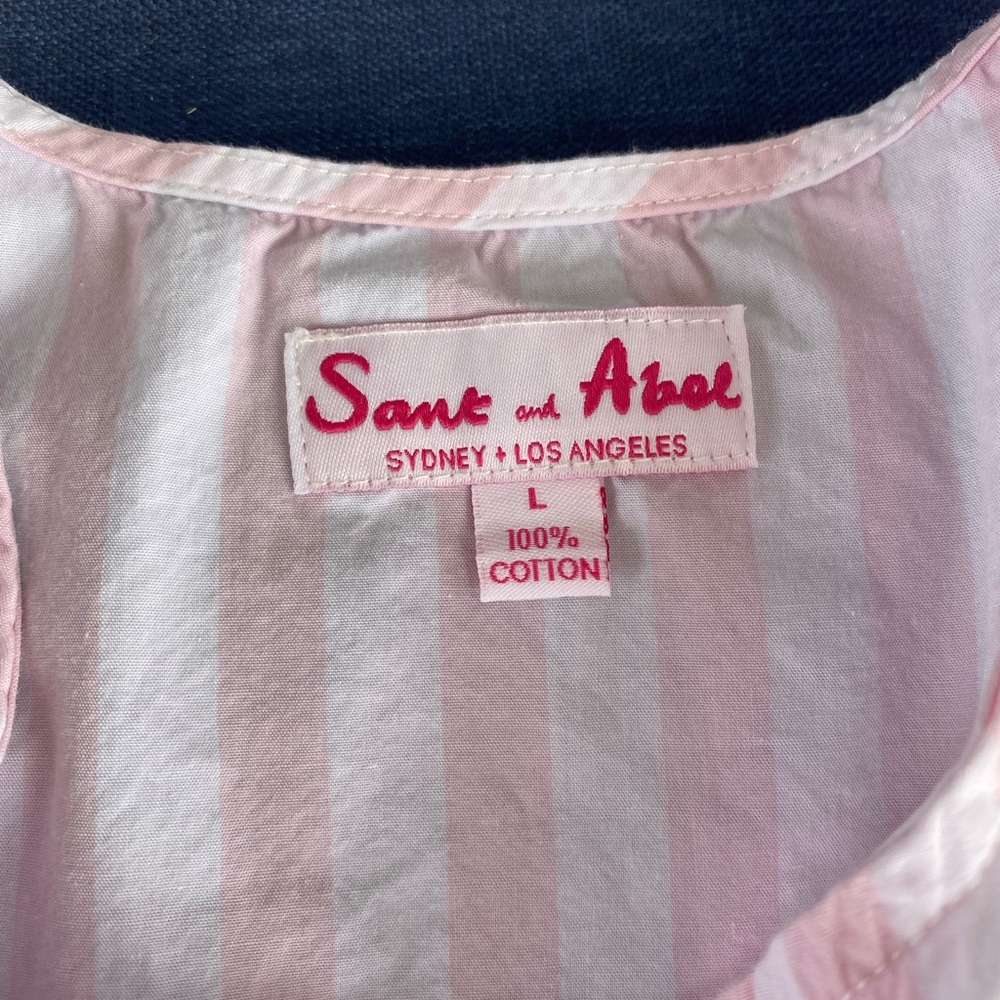 Sant and Abel
SYDNEY + LOS ANGELES
L
100%
COTTON